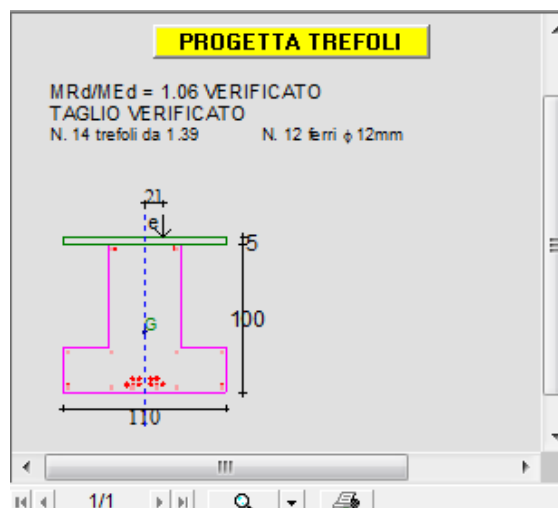 PROGETTA TREFOLI
MRd/MEd = 1.06 VERIFICATO
TAGLIO VERIFICATO
N. 14 trefoli da 1.39 N. 12 ferri ϕ 12mm
21
e
5
G
100
110
1/1